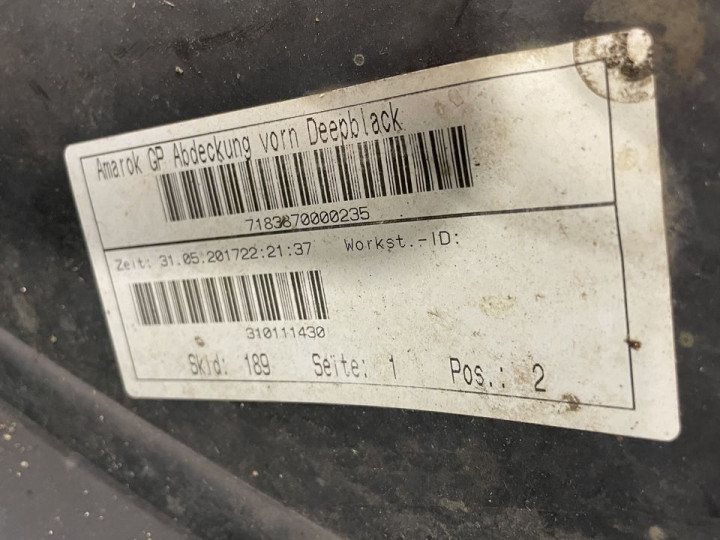 Amarok GP Abdeckung vorn Deepblack
7183870000235
Zeit: 31.05.201722:21:37 Workst.-ID:
310111430
Skid: 189 Seite: 1 Pos.: 2